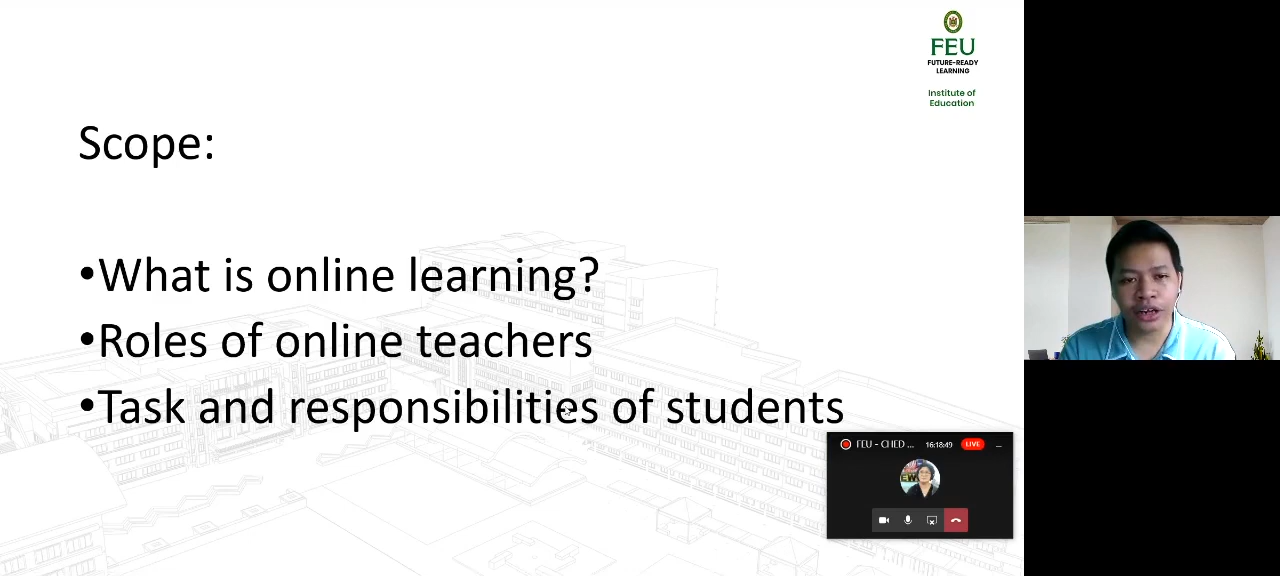 FEU
FUTURE-READY
LEARNING
Institute of
Education
Scope:
•What is online learning?
•Roles of online teachers
•Task and responsibilities of students
FEU - CHED ...
16:18:49
LIVE
EW